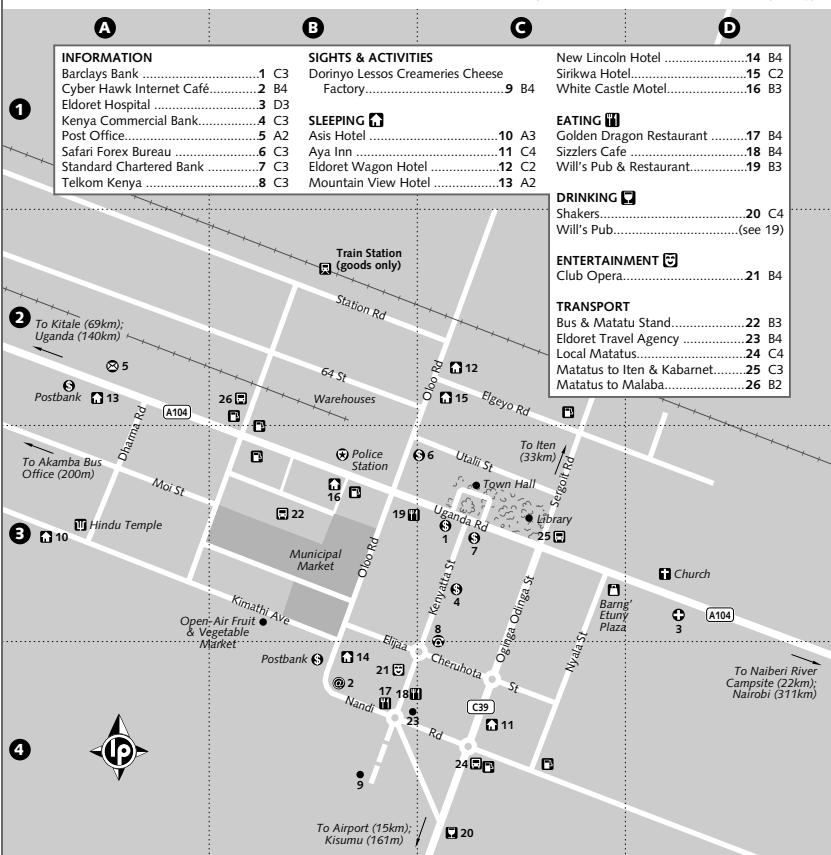 A
B
C
D
1
2
3
4
INFORMATION
Barclays Bank ................................1 C3
Cyber Hawk Internet Café..............2 B4
Eldoret Hospital .............................3 D3
Kenya Commercial Bank................4 C3
Post Office.....................................5 A2
Safari Forex Bureau .......................6 C3
Standard Chartered Bank ..............7 C3
Telkom Kenya ................................8 C3
SIGHTS & ACTIVITIES
Dorinyo Lessos Creameries Cheese
Factory.......................................9 B4
SLEEPING
Asis Hotel ....................................10 A3
Aya Inn .......................................11 C4
Eldoret Wagon Hotel ...................12 C2
Mountain View Hotel ..................13 A2
New Lincoln Hotel .......................14 B4
Sirikwa Hotel...............................15 C2
White Castle Motel......................16 B3
EATING
Golden Dragon Restaurant ..........17 B4
Sizzlers Cafe ................................18 B4
Will's Pub & Restaurant...............19 B3
DRINKING
Shakers........................................20 C4
Will's Pub................................(see 19)
ENTERTAINMENT
Club Opera..................................21 B4
TRANSPORT
Bus & Matatu Stand....................22 B3
Eldoret Travel Agency .................23 B4
Local Matatus..............................24 C4
Matatus to Iten & Kabarnet.........25 C3
Matatus to Malaba......................26 B2
Train Station
(goods only)
Station Rd
To Kitale (69km);
Uganda (140km)
5
Postbank
13
26
A104
64 St
Warehouses
Oloo Rd
12
15
Elgeyo Rd
Dharma Rd
To Akamba Bus
Office (200m)
Moi St
Police
Station
6
Utalii St
To Iten
(33km)
Sergoit Rd
Town Hall
16
22
19
Uganda Rd
Library
1
7
25
Hindu Temple
10
Municipal
Market
Oloo Rd
Kenyatta St
4
Oginga Odinga St
Church
Barng'
Etuny
Plaza
3
A104
Kimathi Ave
Open-Air Fruit
& Vegetable
Market
Elijaa
Cheruhota
St
8
Nyala St
Postbank
14
21
2
17
18
Nandi
Rd
23
C39
11
To Naiberi River
Campsite (22km);
Nairobi (311km)
lp
24
9
To Airport (15km);
Kisumu (161m)
20